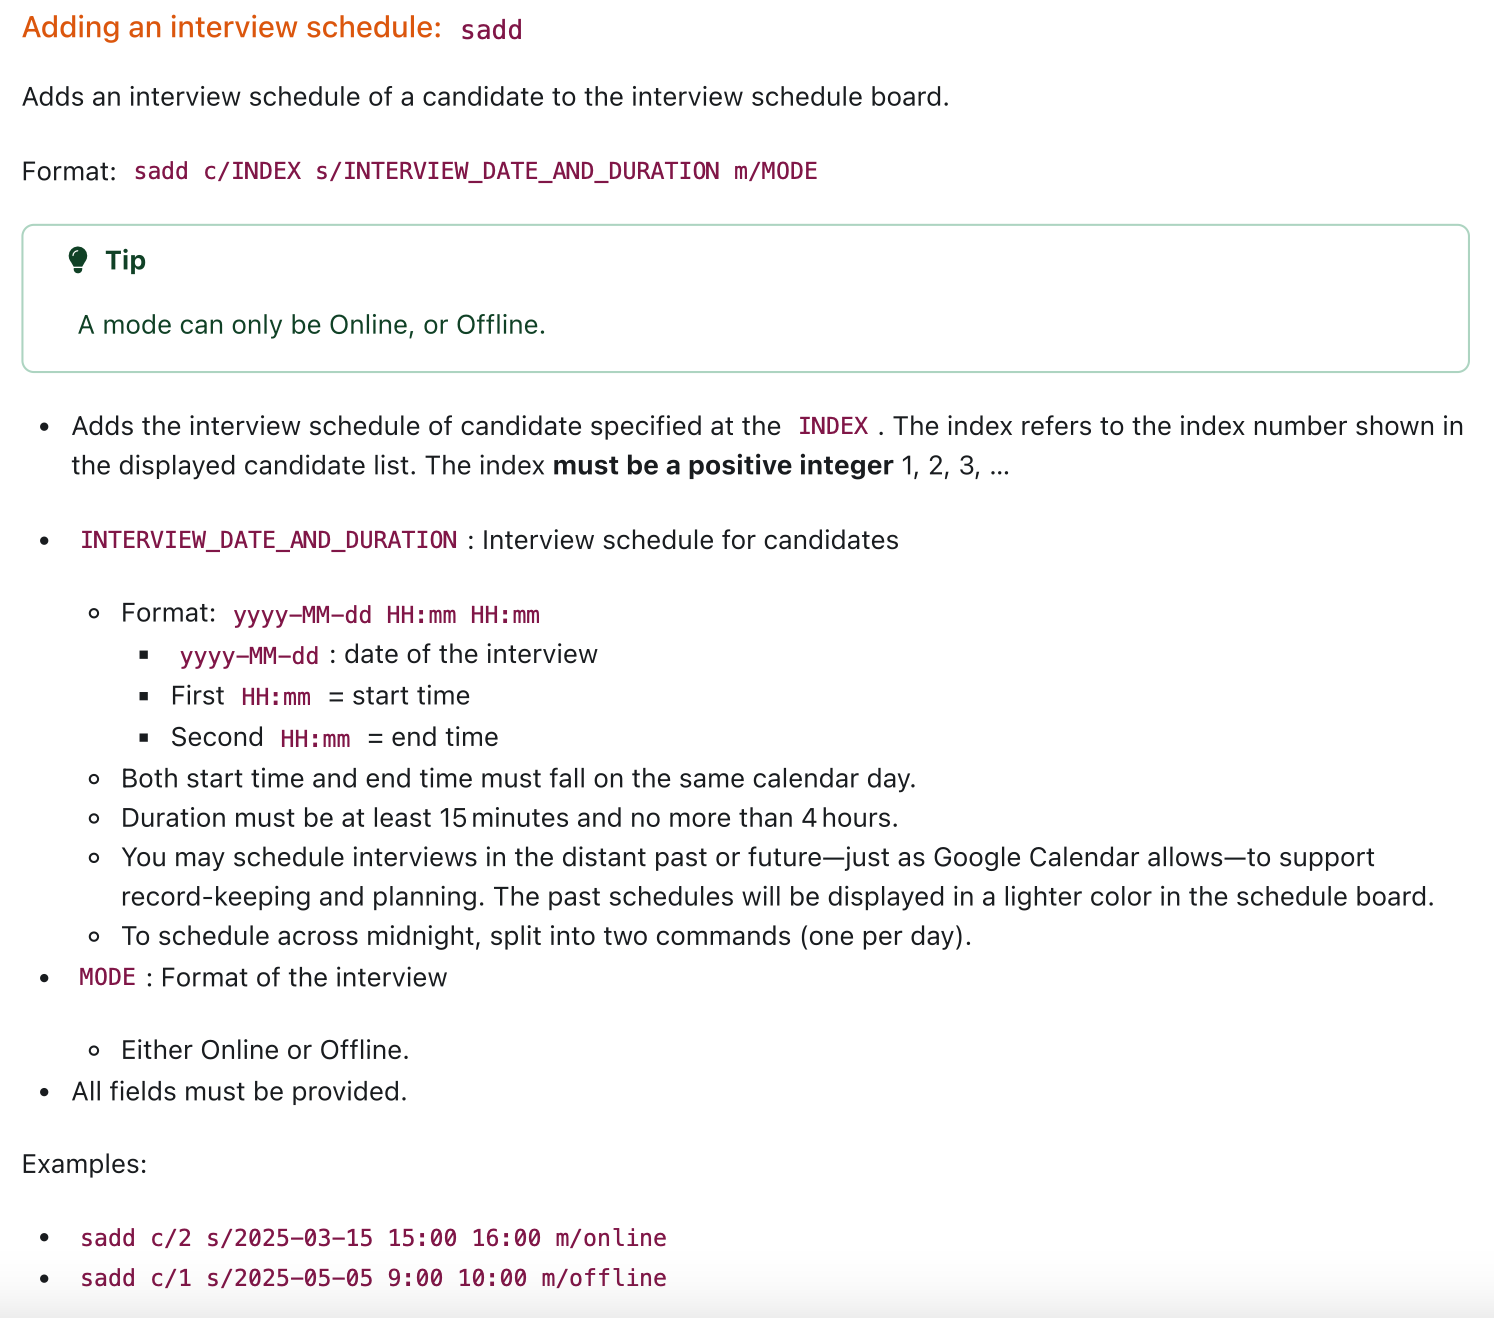 Adding an interview schedule: sadd
Adds an interview schedule of a candidate to the interview schedule board.
Format: sadd c/INDEX s/INTERVIEW_DATE_AND_DURATION m/MODE
Tip
A mode can only be Online, or Offline.
• Adds the interview schedule of candidate specified at the INDEX . The index refers to the index number shown in
the displayed candidate list. The index must be a positive integer 1, 2, 3, …
• INTERVIEW_DATE_AND_DURATION : Interview schedule for candidates
◦ Format: yyyy-MM-dd HH:mm HH:mm
▪ yyyy-MM-dd : date of the interview
▪ First HH:mm = start time
▪ Second HH:mm = end time
◦ Both start time and end time must fall on the same calendar day.
◦ Duration must be at least 15 minutes and no more than 4 hours.
◦ You may schedule interviews in the distant past or future—just as Google Calendar allows—to support
record-keeping and planning. The past schedules will be displayed in a lighter color in the schedule board.
◦ To schedule across midnight, split into two commands (one per day).
• MODE : Format of the interview
◦ Either Online or Offline.
• All fields must be provided.
Examples:
• sadd c/2 s/2025-03-15 15:00 16:00 m/online
• sadd c/1 s/2025-05-05 9:00 10:00 m/offline